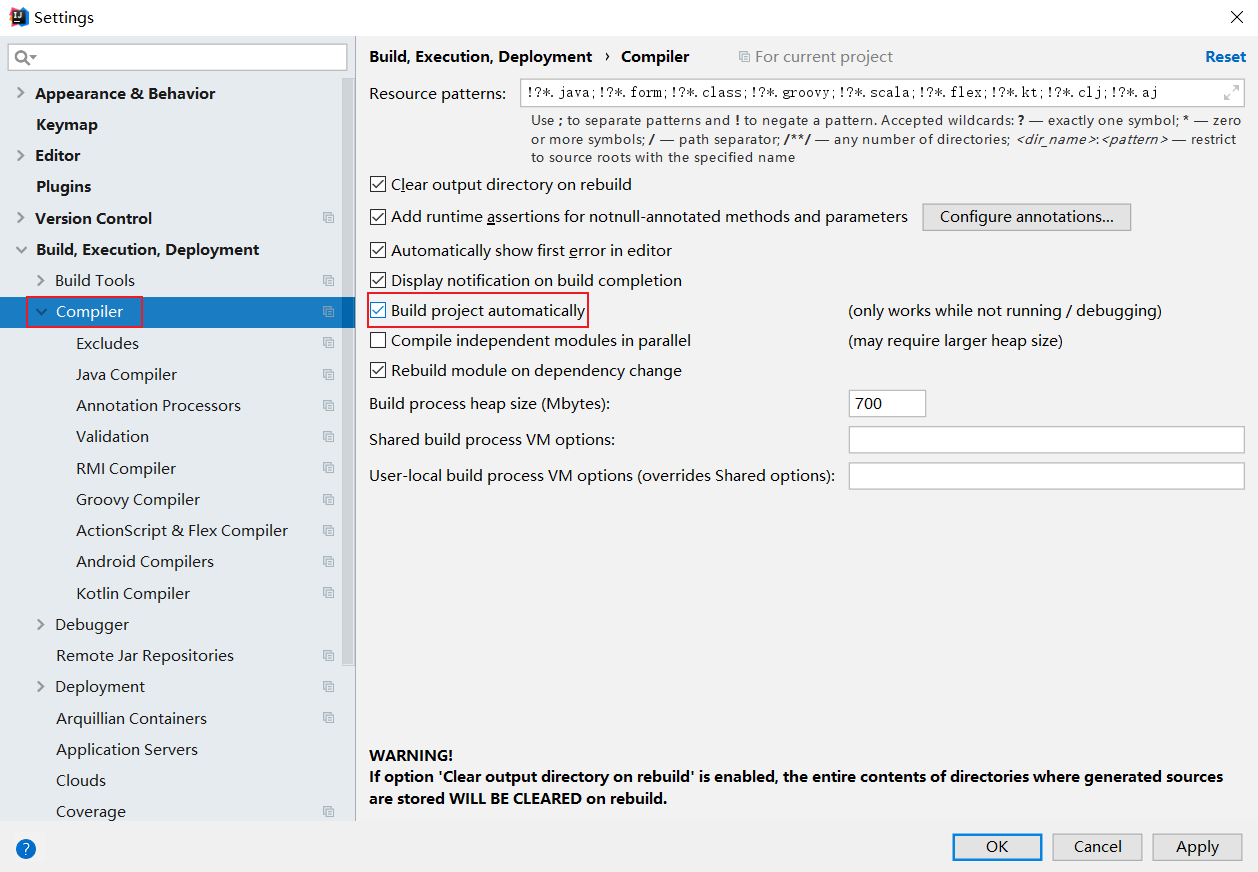 Settings
Appearance & Behavior
Keymap
Editor
Plugins
Version Control
Build, Execution, Deployment
Build Tools
Compiler
Excludes
Java Compiler
Annotation Processors
Validation
RMI Compiler
Groovy Compiler
ActionScript & Flex Compiler
Android Compilers
Kotlin Compiler
Debugger
Remote Jar Repositories
Deployment
Arquillian Containers
Application Servers
Clouds
Coverage
Build, Execution, Deployment › Compiler For current project Reset
Resource patterns: !?*.java;!?*.form;!?*.class;!?*.groovy;!?*.scala;!?*.flex;!?*.kt;!?*.clj;!?*.aj
Use ; to separate patterns and ! to negate a pattern. Accepted wildcards: ? — exactly one symbol; * — zero
or more symbols; / — path separator; /**/ — any number of directories; <dir_name>:<pattern> — restrict
to source roots with the specified name
Clear output directory on rebuild
Add runtime assertions for notnull-annotated methods and parameters Configure annotations...
Automatically show first error in editor
Display notification on build completion
Build project automatically (only works while not running / debugging)
Compile independent modules in parallel (may require larger heap size)
Rebuild module on dependency change
Build process heap size (Mbytes): 700
Shared build process VM options:
User-local build process VM options (overrides Shared options):
WARNING!
If option 'Clear output directory on rebuild' is enabled, the entire contents of directories where generated sources
are stored WILL BE CLEARED on rebuild.
? OK Cancel Apply